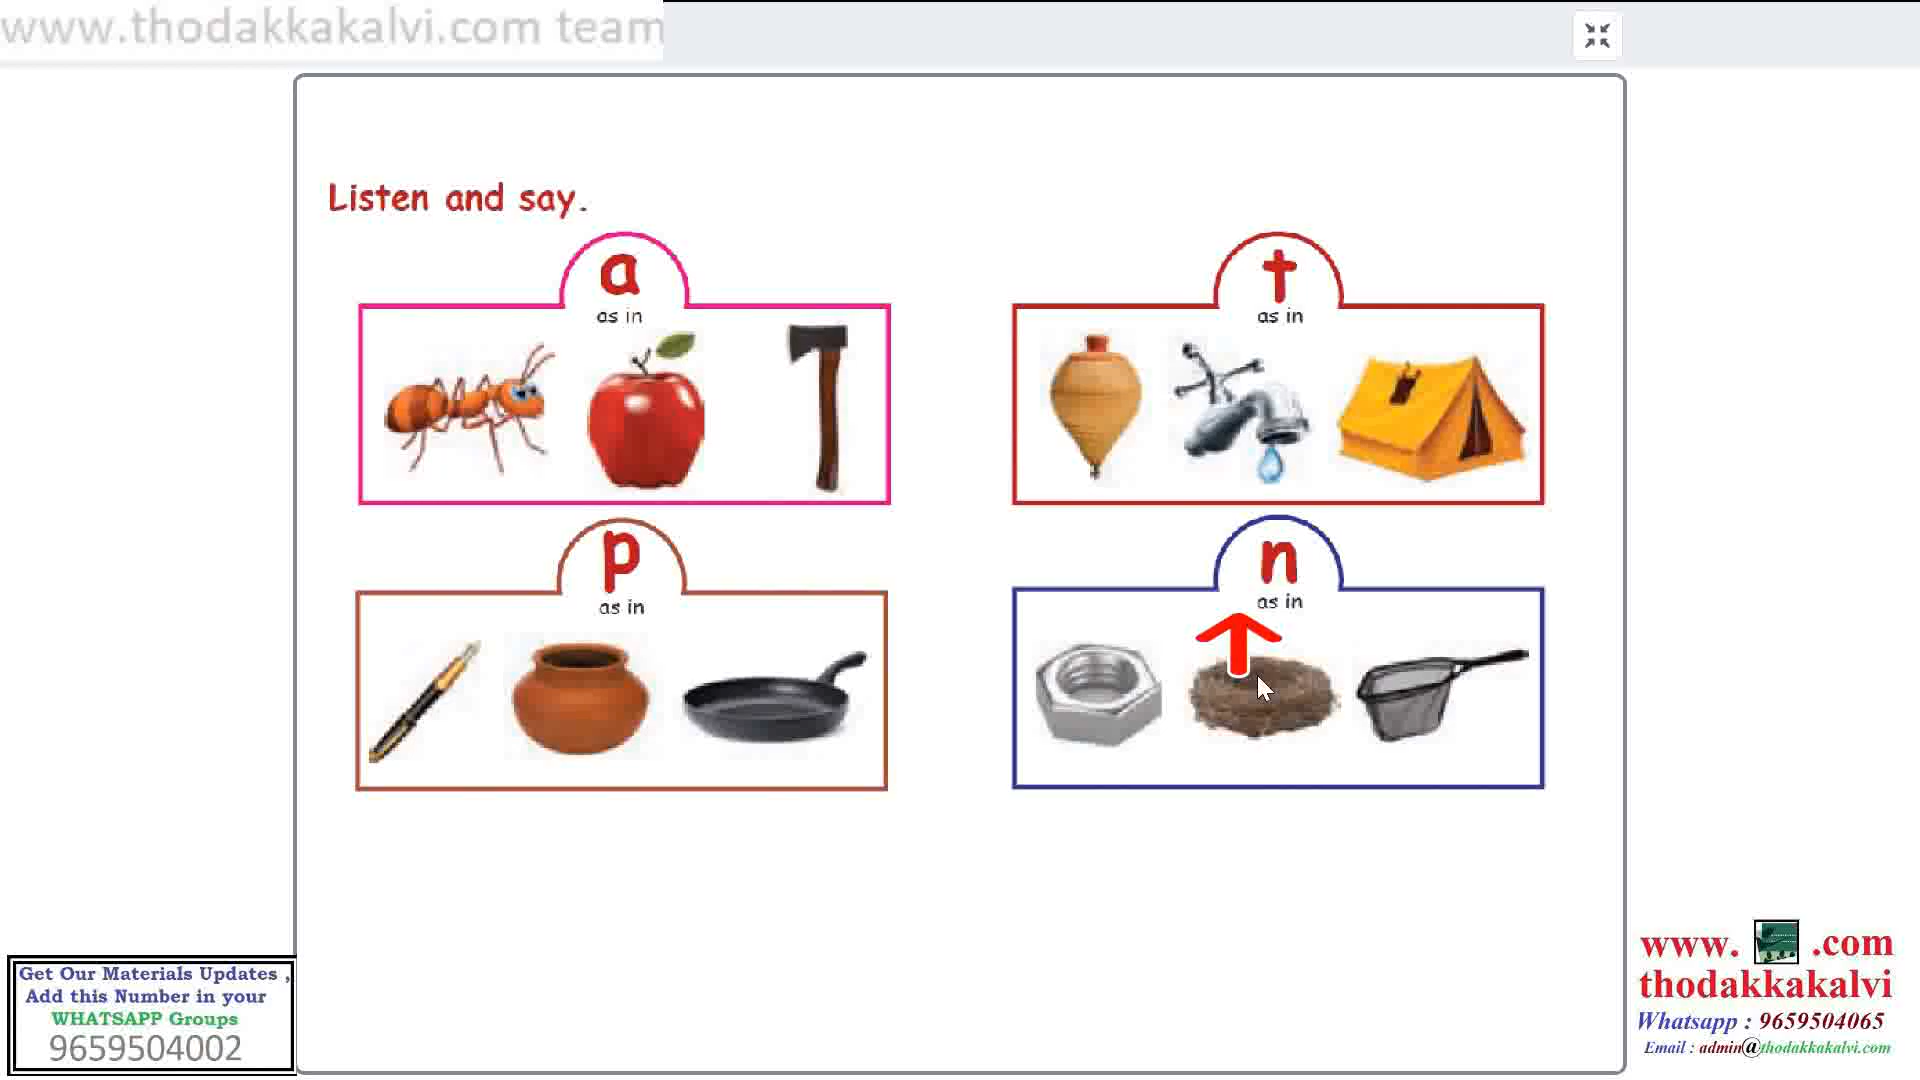 www.thodakkakalvi.com team
Listen and say.
a
as in
t
as in
p
as in
n
as in
Get Our Materials Updates ,
Add this Number in your
WHATSAPP Groups
9659504002
www. .com
thodakkakalvi
Whatsapp : 9659504065
Email : admin@thodakkakalvi.com